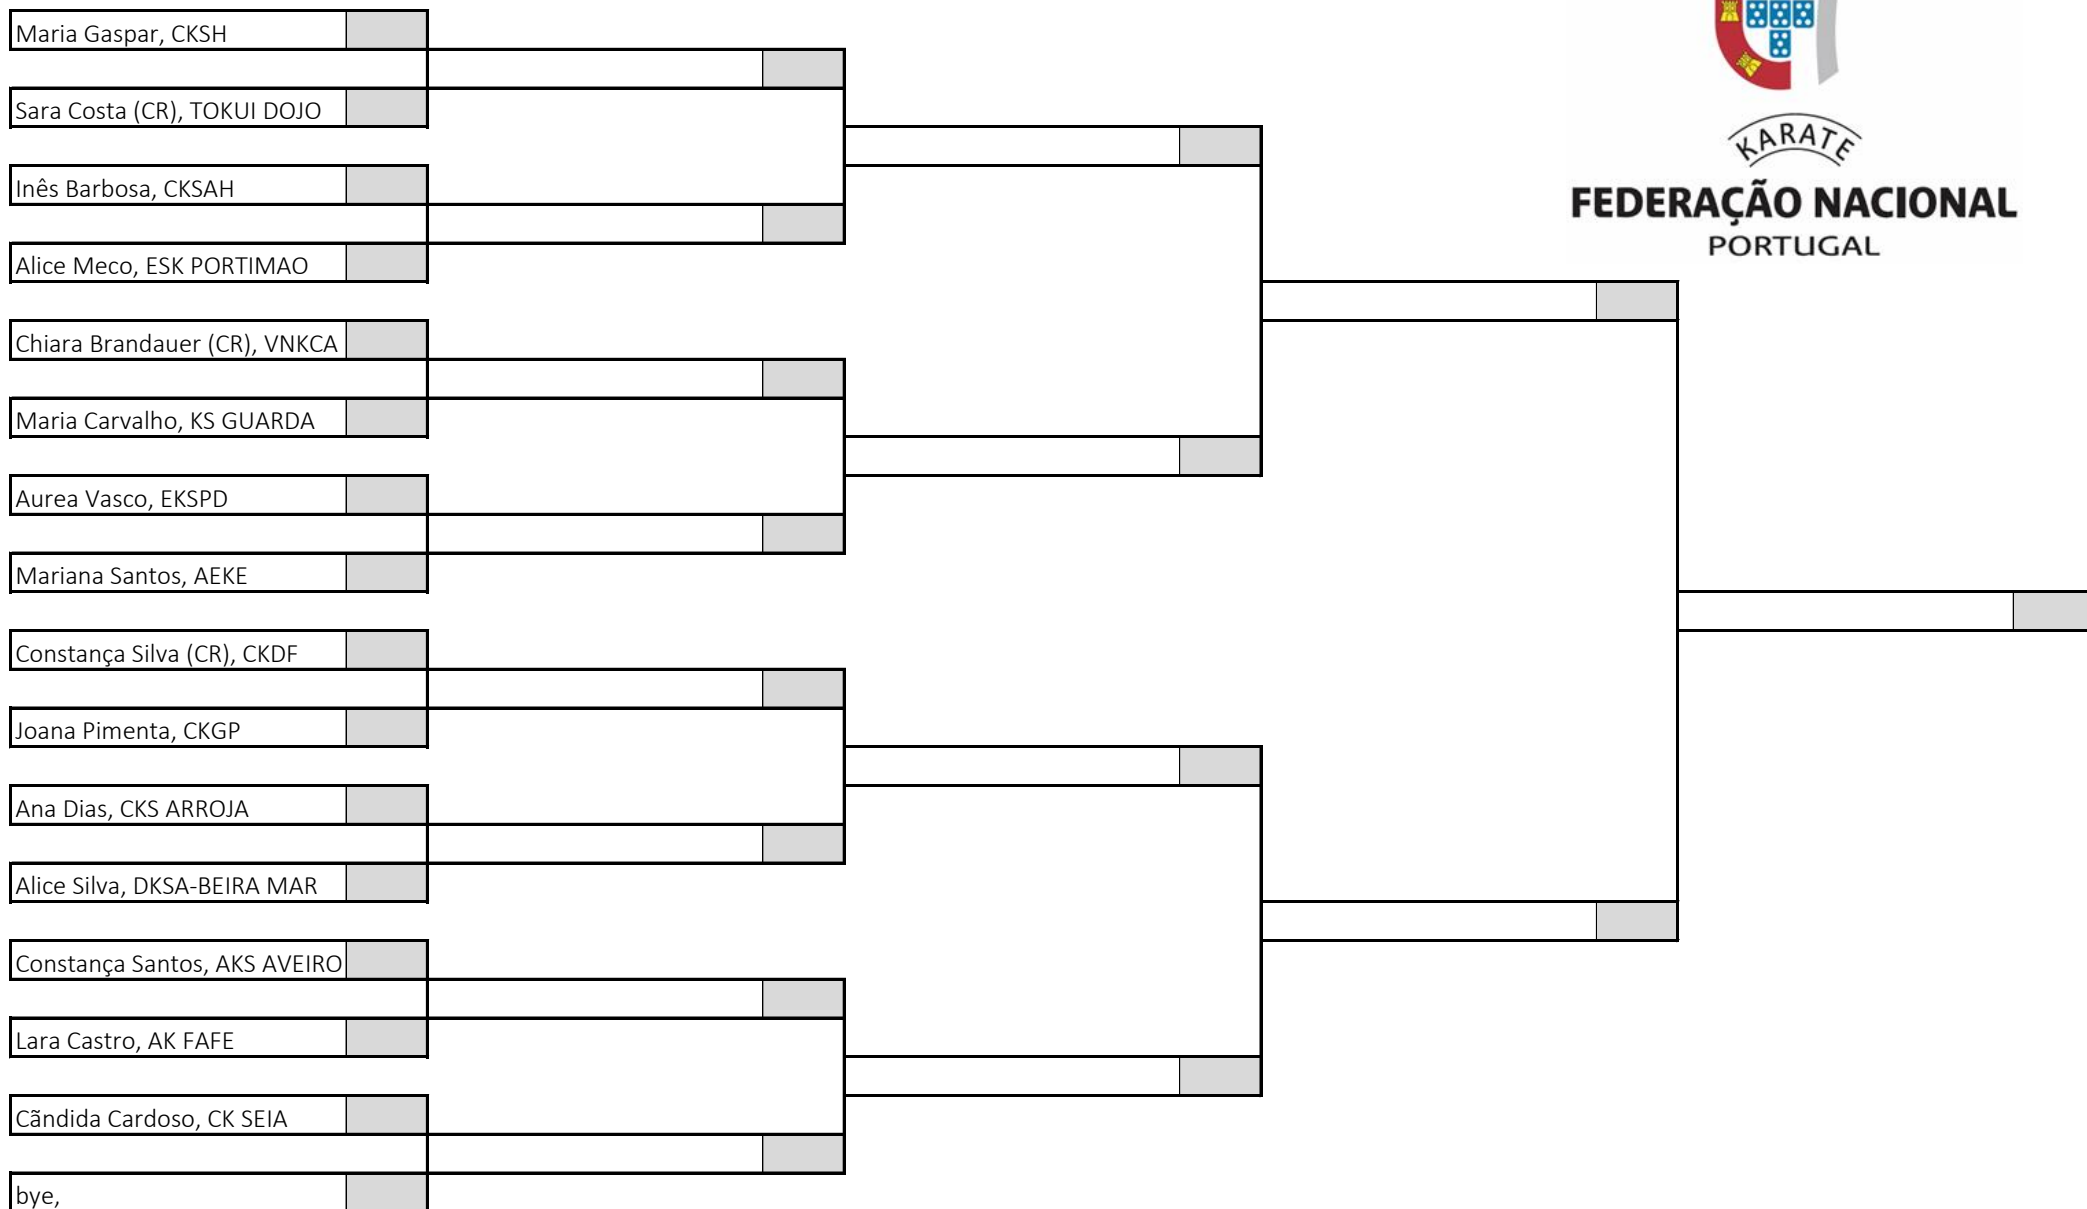 Maria Gaspar, CKSH
Sara Costa (CR), TOKUI DOJO
Inês Barbosa, CKSAH
Alice Meco, ESK PORTIMAO
Chiara Brandauer (CR), VNKCA
Maria Carvalho, KS GUARDA
Aurea Vasco, EKSPD
Mariana Santos, AEKE
Constança Silva (CR), CKDF
Joana Pimenta, CKGP
Ana Dias, CKS ARROJA
Alice Silva, DKSA-BEIRA MAR
Constança Santos, AKS AVEIRO
Lara Castro, AK FAFE
Cãndida Cardoso, CK SEIA
bye,
KARATE
FEDERAÇÃO NACIONAL
PORTUGAL